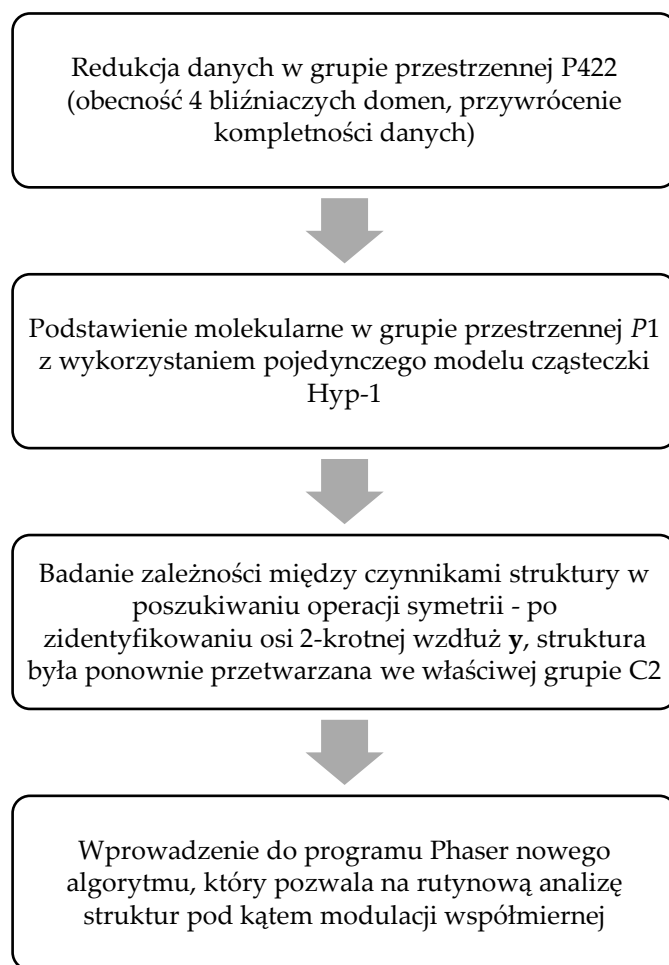 Redukcja danych w grupie przestrzennej P422
(obecność 4 bliźniaczych domen, przywrócenie
kompletności danych)
Podstawienie molekularne w grupie przestrzennej P1
z wykorzystaniem pojedynczego modelu cząsteczki
Hyp-1
Badanie zależności między czynnikami struktury w
poszukiwaniu operacji symetrii - po
zidentyfikowaniu osi 2-krotnej wzdłuż y, struktura
była ponownie przetwarzana we właściwej grupie C2
Wprowadzenie do programu Phaser nowego
algorytmu, który pozwala na rutynową analizę
struktur pod kątem modulacji współmiernej